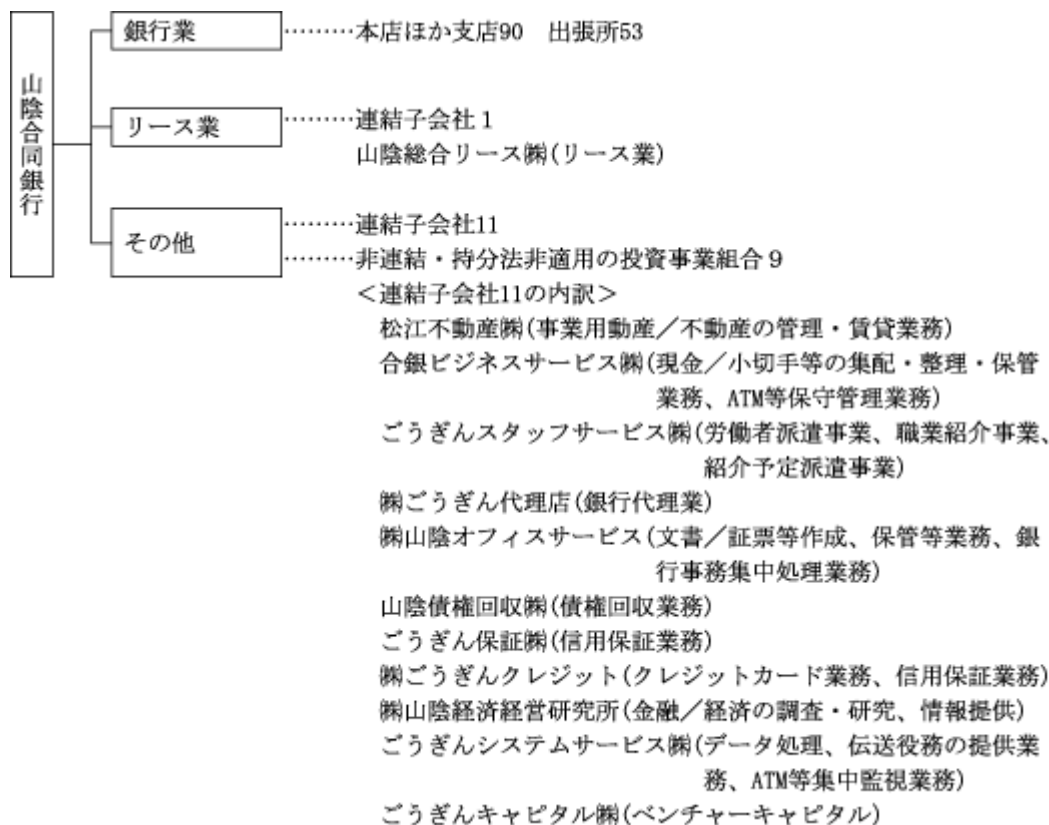 山陰合同銀行
銀行業
………本店ほか支店90　出張所53
リース業
………連結子会社１
山陰総合リース㈱(リース業)
その他
………連結子会社11
………非連結・持分法非適用の投資事業組合９
＜連結子会社11の内訳＞
松江不動産㈱(事業用動産／不動産の管理・賃貸業務)
合銀ビジネスサービス㈱(現金／小切手等の集配・整理・保管
業務、ATM等保守管理業務)
ごうぎんスタッフサービス㈱(労働者派遣事業、職業紹介事業、
紹介予定派遣事業)
㈱ごうぎん代理店(銀行代理業)
㈱山陰オフィスサービス(文書／証票等作成、保管等業務、銀
行事務集中処理業務)
山陰債権回収㈱(債権回収業務)
ごうぎん保証㈱(信用保証業務)
㈱ごうぎんクレジット(クレジットカード業務、信用保証業務)
㈱山陰経済経営研究所(金融／経済の調査・研究、情報提供)
ごうぎんシステムサービス㈱(データ処理、伝送役務の提供業
務、ATM等集中監視業務)
ごうぎんキャピタル㈱(ベンチャーキャピタル)